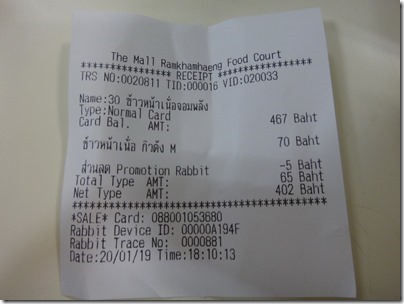 The Mall Ramkhamhaeng Food Court
**************** RECEIPT ****************
TRS NO:0020811 TID:000016 VID:020033
Name:30 ข้าวหน้าเนื้อจอมพลัง
Type:Normal Card
Card Bal. AMT: 467 Baht
ข้าวหน้าเนื้อ กิวด้ง M 70 Baht
ส่วนลด Promotion Rabbit -5 Baht
Total Type AMT: 65 Baht
Net Type AMT: 402 Baht
******************************************
*SALE* Card: 088001053680
Rabbit Device ID: 00000A194F
Rabbit Trace No: 0000881
Date:20/01/19 Time:18:10:13